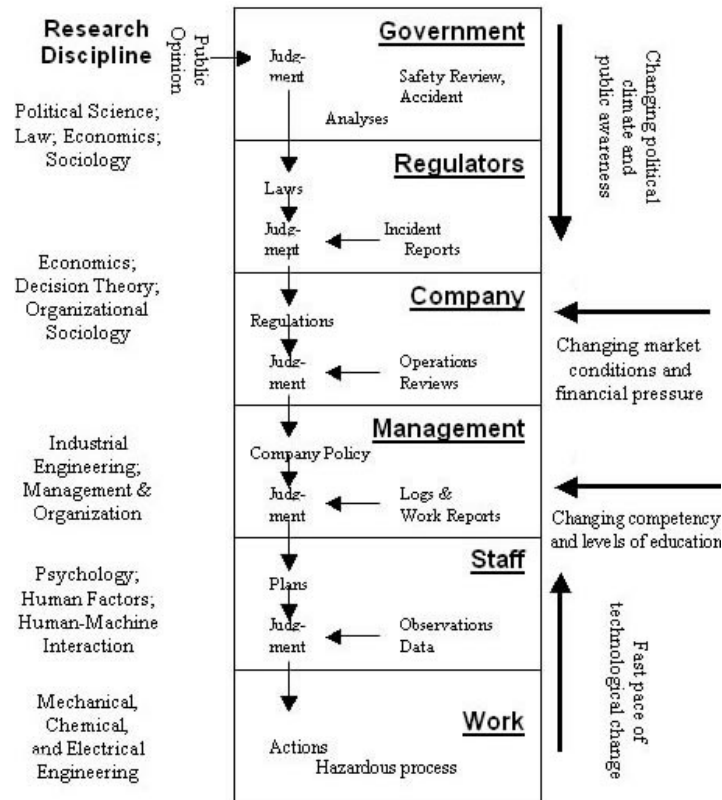 Research
Discipline
Public
Opinion
Government
Judg-
ment
Safety Review,
Accident
Analyses
Changing political
climate and
public awareness
Political Science;
Law; Economics;
Sociology
Regulators
Laws
Judg-
ment
Incident
Reports
Economics;
Decision Theory;
Organizational
Sociology
Company
Regulations
Judg-
ment
Operations
Reviews
Changing market
conditions and
financial pressure
Management
Industrial
Engineering;
Management &
Organization
Company Policy
Judg-
ment
Logs &
Work Reports
Changing competency
and levels of education
Staff
Psychology;
Human Factors;
Human-Machine
Interaction
Plans
Judg-
ment
Observations
Data
Fast pace of
technological change
Mechanical,
Chemical,
and Electrical
Engineering
Work
Actions
Hazardous process